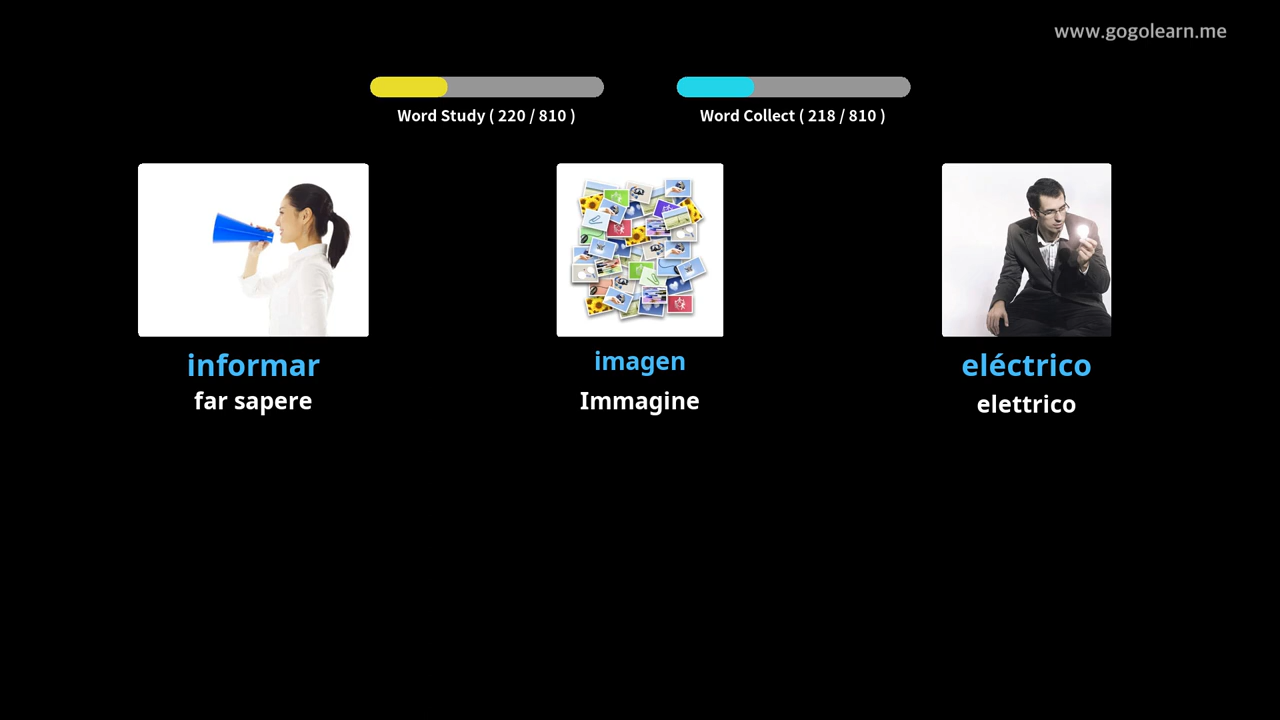 www.gogolearn.me
Word Study ( 220 / 810 )
Word Collect ( 218 / 810 )
informar
far sapere
imagen
Immagine
eléctrico
elettrico